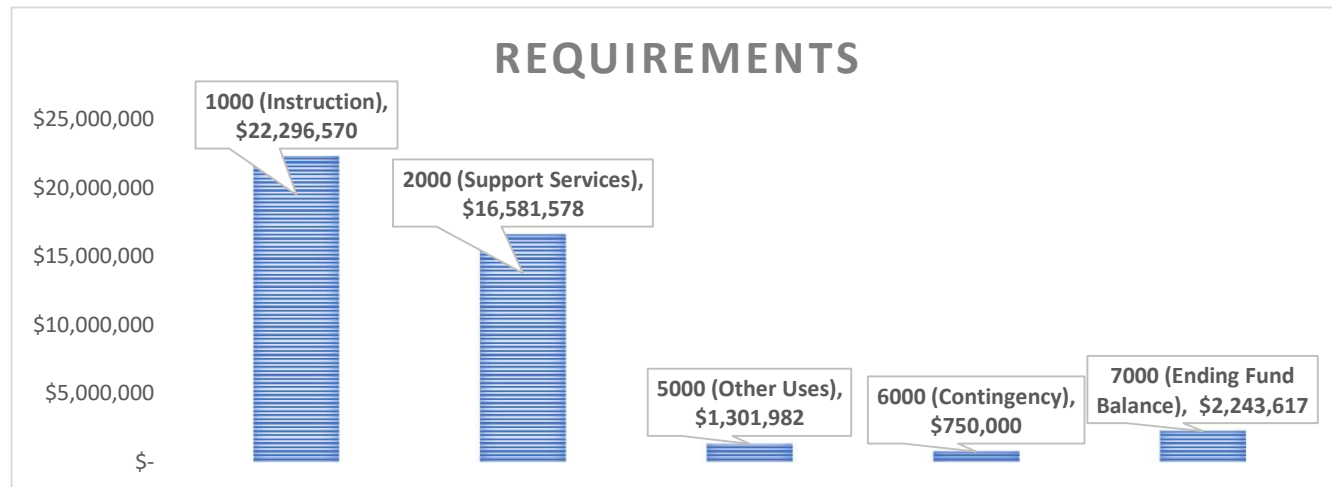 REQUIREMENTS
$25,000,000
$20,000,000
$15,000,000
$10,000,000
$5,000,000
$-
1000 (Instruction),
$22,296,570
2000 (Support Services),
$16,581,578
5000 (Other Uses),
$1,301,982
6000 (Contingency),
$750,000
7000 (Ending Fund
Balance), $2,243,617